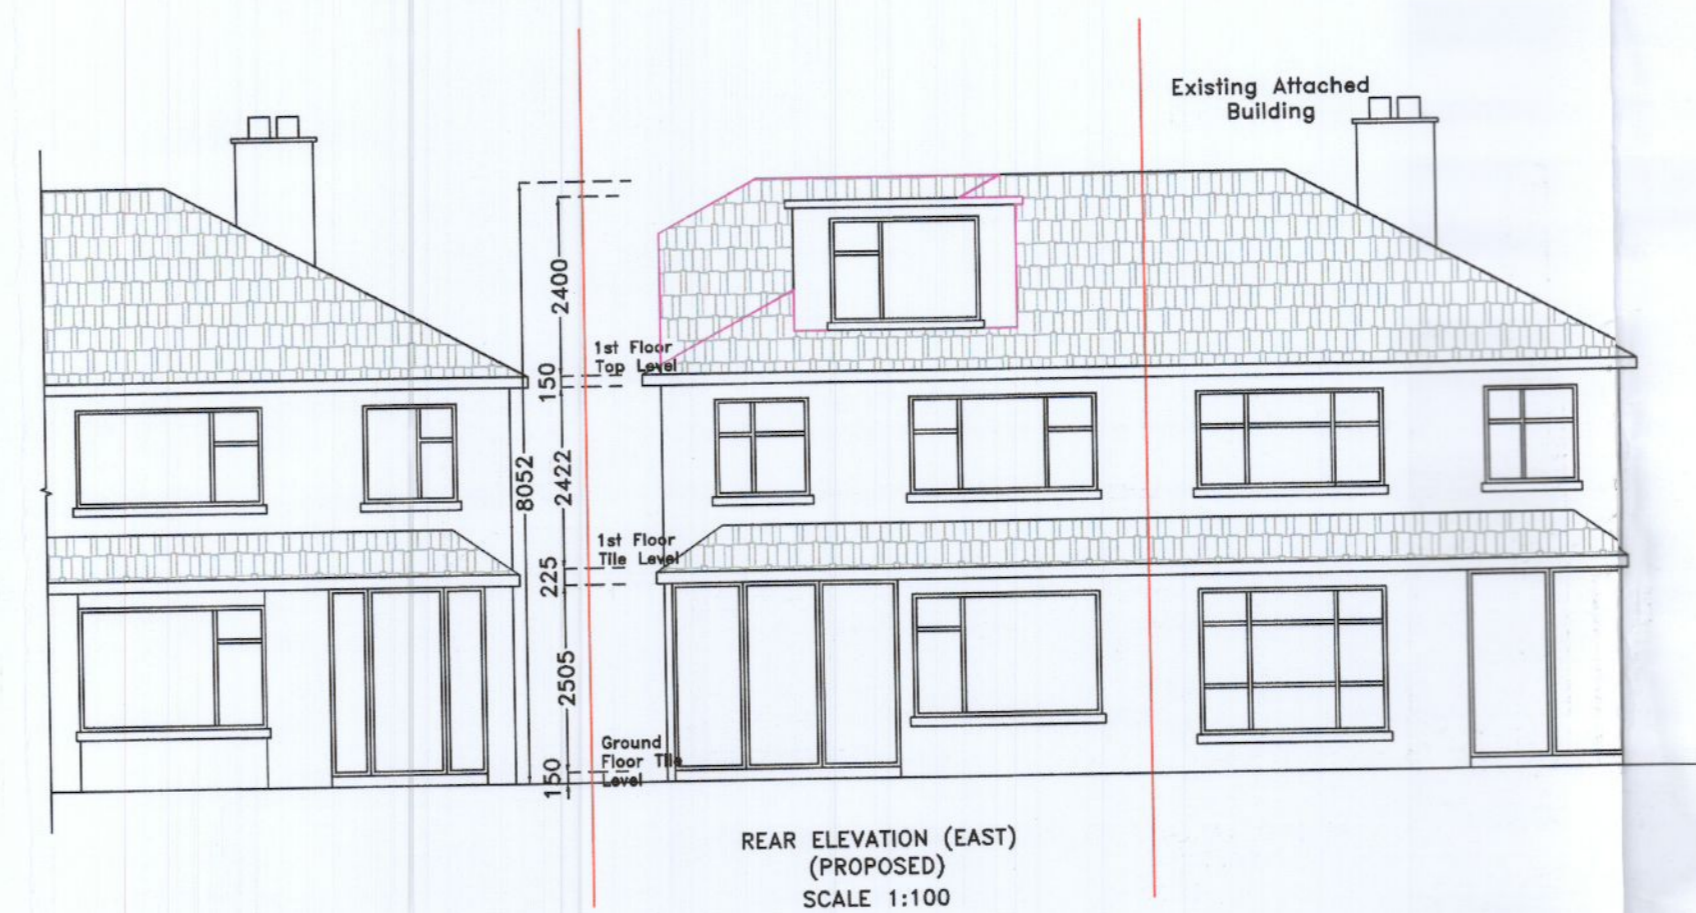 Existing Attached
Building
2400
1st Floor
Top Level
150
8052
2422
1st Floor
Tile Level
225
2505
Ground
Floor Tile
Level
150
REAR ELEVATION (EAST)
(PROPOSED)
SCALE 1:100